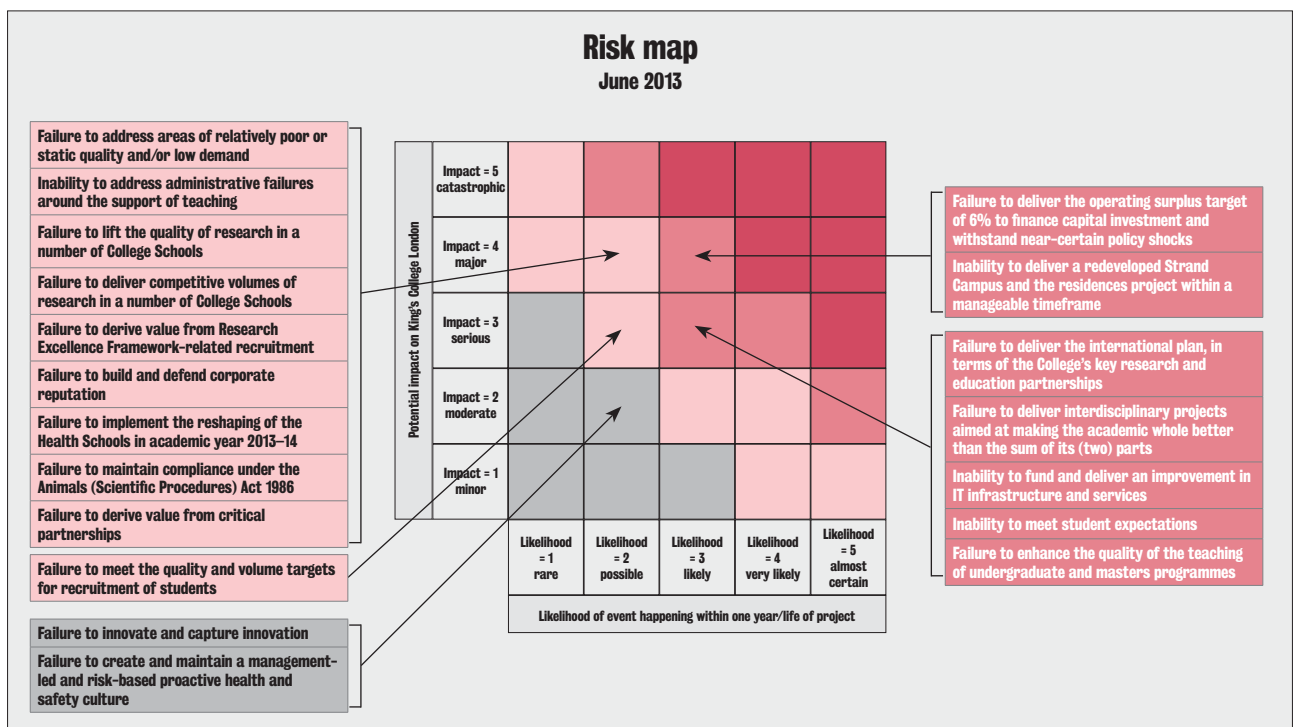 Risk map
June 2013
Failure to address areas of relatively poor or
static quality and/or low demand
Inability to address administrative failures
around the support of teaching
Failure to lift the quality of research in a
number of College Schools
Failure to deliver competitive volumes of
research in a number of College Schools
Failure to derive value from Research
Excellence Framework-related recruitment
Failure to build and defend corporate
reputation
Failure to implement the reshaping of the
Health Schools in academic year 2013–14
Failure to maintain compliance under the
Animals (Scientific Procedures) Act 1986
Failure to derive value from critical
partnerships
Failure to meet the quality and volume targets
for recruitment of students
Failure to innovate and capture innovation
Failure to create and maintain a management-
led and risk-based proactive health and
safety culture
Potential impact on King's College London
Impact = 5
catastrophic
Impact = 4
major
Impact = 3
serious
Impact = 2
moderate
Impact = 1
minor
Likelihood
= 1
rare
Likelihood
= 2
possible
Likelihood
= 3
likely
Likelihood
= 4
very likely
Likelihood
= 5
almost
certain
Likelihood of event happening within one year/life of project
Failure to deliver the operating surplus target
of 6% to finance capital investment and
withstand near-certain policy shocks
Inability to deliver a redeveloped Strand
Campus and the residences project within a
manageable timeframe
Failure to deliver the international plan, in
terms of the College's key research and
education partnerships
Failure to deliver interdisciplinary projects
aimed at making the academic whole better
than the sum of its (two) parts
Inability to fund and deliver an improvement in
IT infrastructure and services
Inability to meet student expectations
Failure to enhance the quality of the teaching
of undergraduate and masters programmes